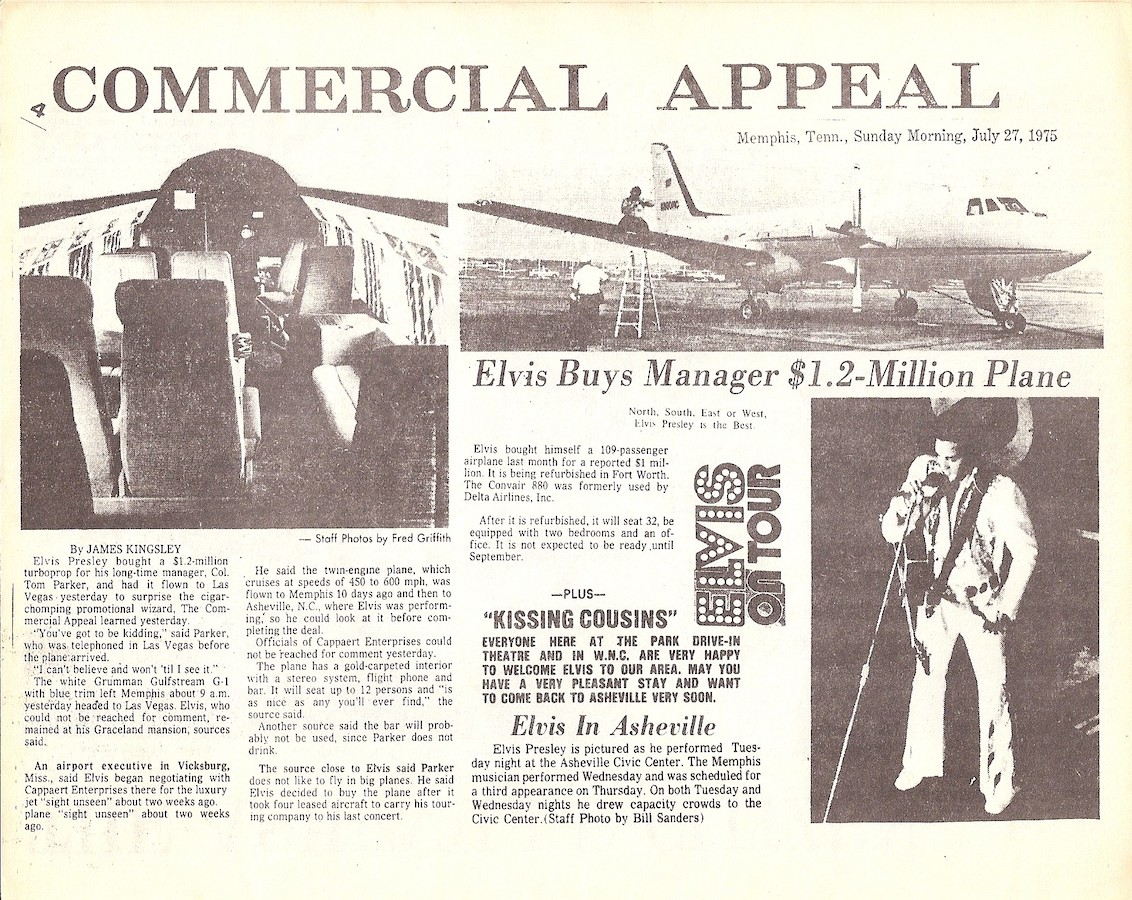 COMMERCIAL APPEAL
4
Memphis, Tenn., Sunday Morning, July 27, 1975
Elvis Buys Manager $1.2-Million Plane
— Staff Photos by Fred Griffith
By JAMES KINGSLEY
Elvis Presley bought a $1.2-million
turboprop for his long-time manager, Col.
Tom Parker, and had it flown to Las
Vegas yesterday to surprise the cigar-
chomping promotional wizard, The Com-
mercial Appeal learned yesterday.
"You've got to be kidding," said Parker,
who was telephoned in Las Vegas before
the plane arrived.
"I can't believe and won't 'til I see it."
The white Grumman Gulfstream G-1
with blue trim left Memphis about 9 a.m.
yesterday headed to Las Vegas. Elvis, who
could not be reached for comment, re-
mained at his Graceland mansion, sources
said.
An airport executive in Vicksburg,
Miss., said Elvis began negotiating with
Cappaert Enterprises there for the luxury
jet "sight unseen" about two weeks ago.
plane "sight unseen" about two weeks
ago.
He said the twin-engine plane, which
cruises at speeds of 450 to 600 mph, was
flown to Memphis 10 days ago and then to
Asheville, N.C., where Elvis was perform-
ing, so he could look at it before com-
pleting the deal.
Officials of Cappaert Enterprises could
not be reached for comment yesterday.
The plane has a gold-carpeted interior
with a stereo system, flight phone and
bar. It will seat up to 12 persons and "is
as nice as any you'll ever find," the
source said.
Another source said the bar will prob-
ably not be used, since Parker does not
drink.
The source close to Elvis said Parker
does not like to fly in big planes. He said
Elvis decided to buy the plane after it
took four leased aircraft to carry his tour-
ing company to his last concert.
North, South, East or West,
Elvis Presley is the Best.
Elvis bought himself a 109-passenger
airplane last month for a reported $1 mil-
lion. It is being refurbished in Fort Worth.
The Convair 880 was formerly used by
Delta Airlines, Inc.
After it is refurbished, it will seat 32, be
equipped with two bedrooms and an of-
fice. It is not expected to be ready until
September.
ELVIS
ON TOUR
—PLUS—
"KISSING COUSINS"
EVERYONE HERE AT THE PARK DRIVE-IN
THEATRE AND IN W.N.C. ARE VERY HAPPY
TO WELCOME ELVIS TO OUR AREA. MAY YOU
HAVE A VERY PLEASANT STAY AND WANT
TO COME BACK TO ASHEVILLE VERY SOON.
Elvis In Asheville
Elvis Presley is pictured as he performed Tues-
day night at the Asheville Civic Center. The Memphis
musician performed Wednesday and was scheduled for
a third appearance on Thursday. On both Tuesday and
Wednesday nights he drew capacity crowds to the
Civic Center.(Staff Photo by Bill Sanders)